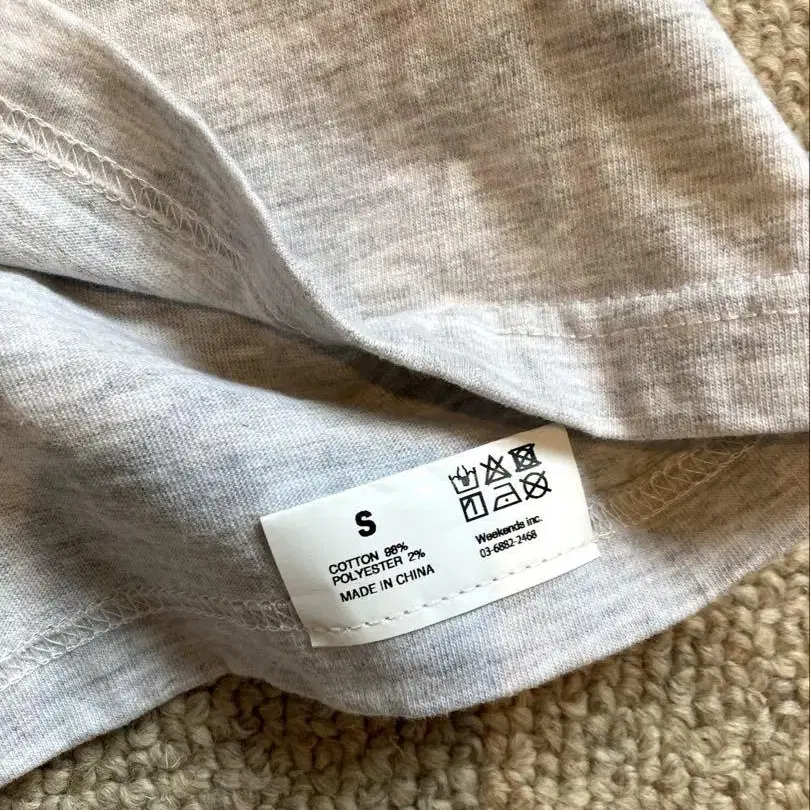 S
COTTON 98%
POLYESTER 2%
MADE IN CHINA
Weekends inc.
03-6882-2468